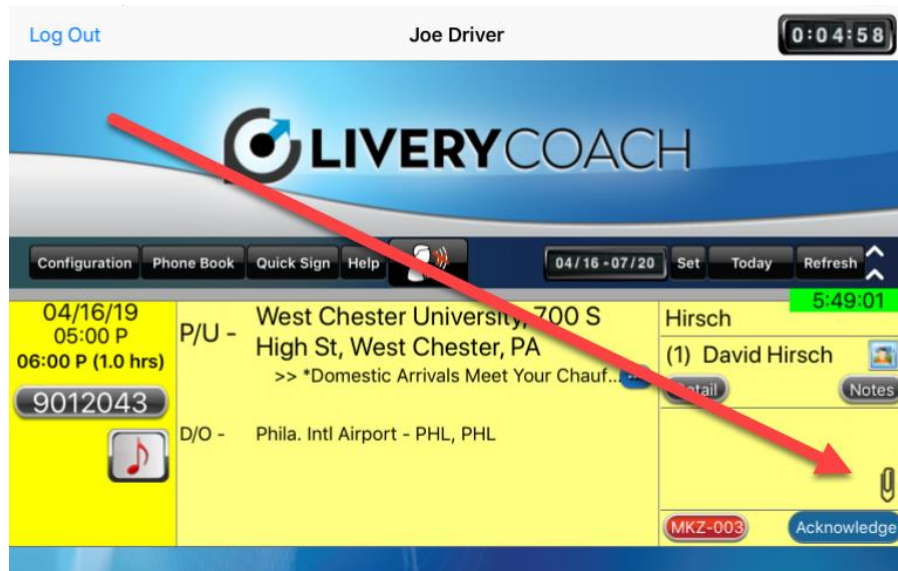 Log Out
Joe Driver
0:04:58
LIVERYCOACH
Configuration
Phone Book
Quick Sign
Help
04/16 - 07/20
Set
Today
Refresh
5:49:01
04/16/19
05:00 P
06:00 P (1.0 hrs)
9012043
P/U -
West Chester University, 700 S
High St, West Chester, PA
>> *Domestic Arrivals Meet Your Chauf...
D/O -
Phila. Intl Airport - PHL, PHL
Hirsch
(1) David Hirsch
Notes
MKZ-003
Acknowledge